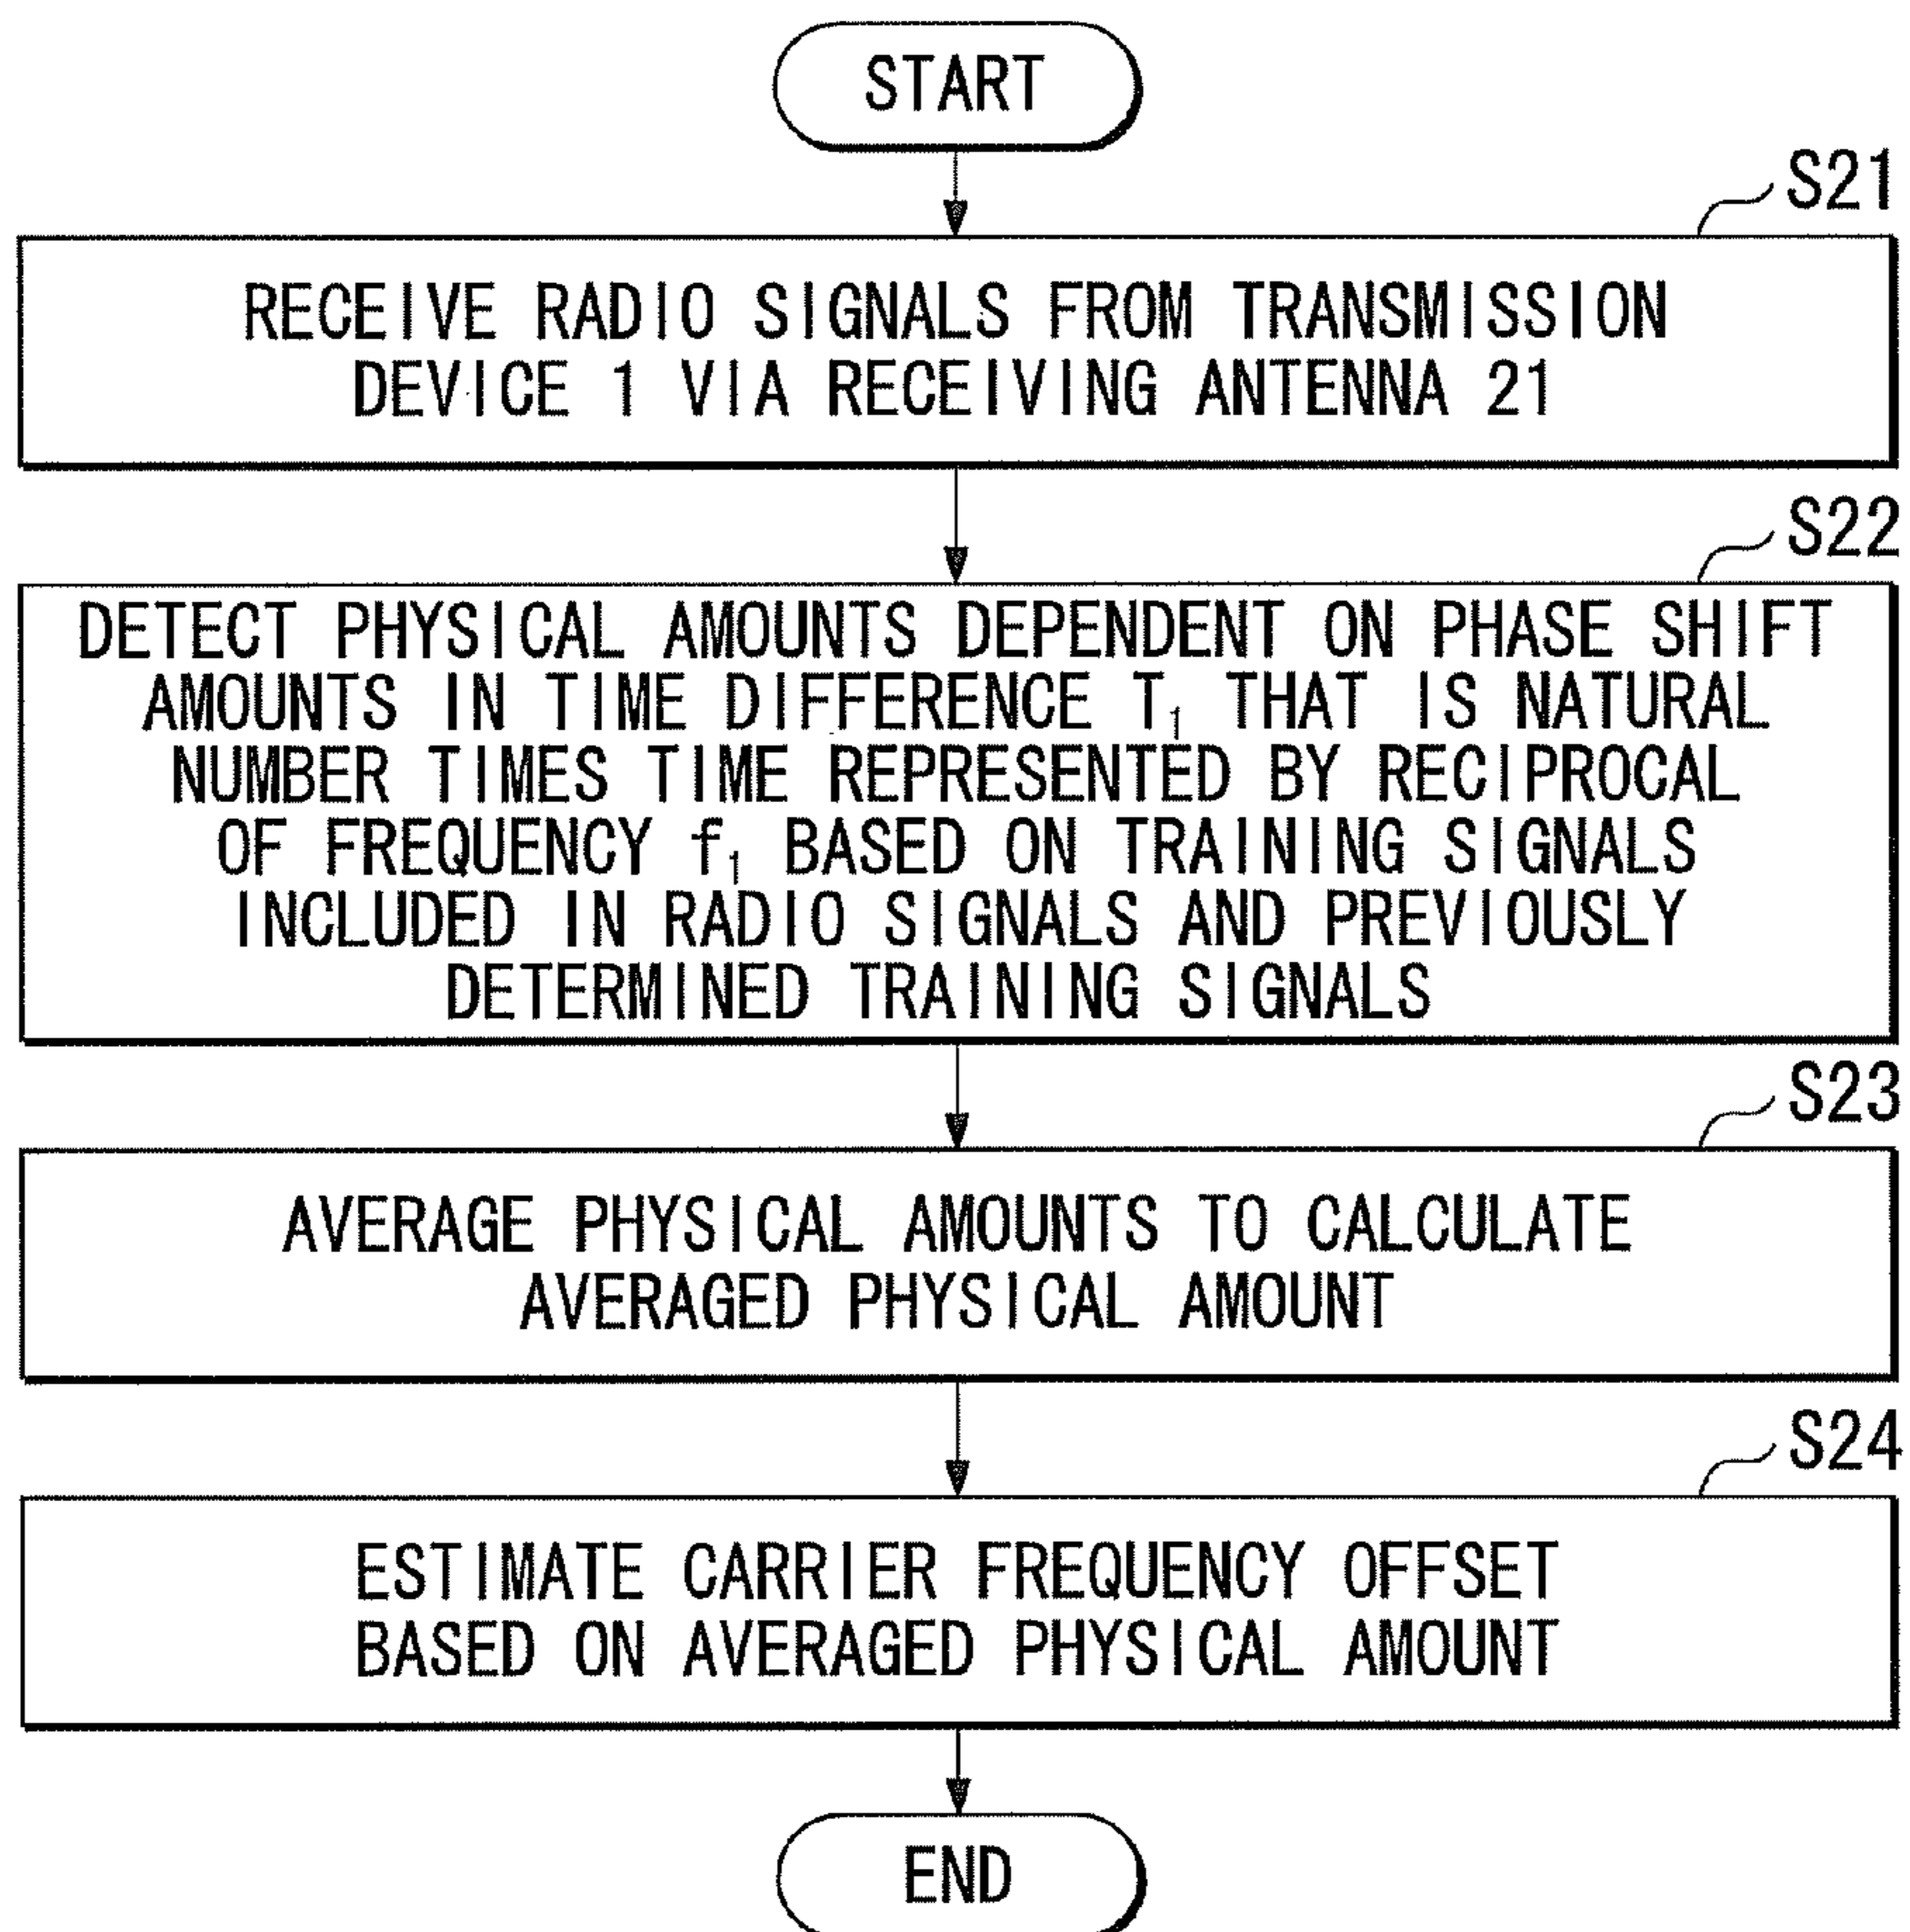 START
S21
RECEIVE RADIO SIGNALS FROM TRANSMISSION
DEVICE 1 VIA RECEIVING ANTENNA 21
S22
DETECT PHYSICAL AMOUNTS DEPENDENT ON PHASE SHIFT
AMOUNTS IN TIME DIFFERENCE T₁ THAT IS NATURAL
NUMBER TIMES TIME REPRESENTED BY RECIPROCAL
OF FREQUENCY f₁ BASED ON TRAINING SIGNALS
INCLUDED IN RADIO SIGNALS AND PREVIOUSLY
DETERMINED TRAINING SIGNALS
S23
AVERAGE PHYSICAL AMOUNTS TO CALCULATE
AVERAGED PHYSICAL AMOUNT
S24
ESTIMATE CARRIER FREQUENCY OFFSET
BASED ON AVERAGED PHYSICAL AMOUNT
END